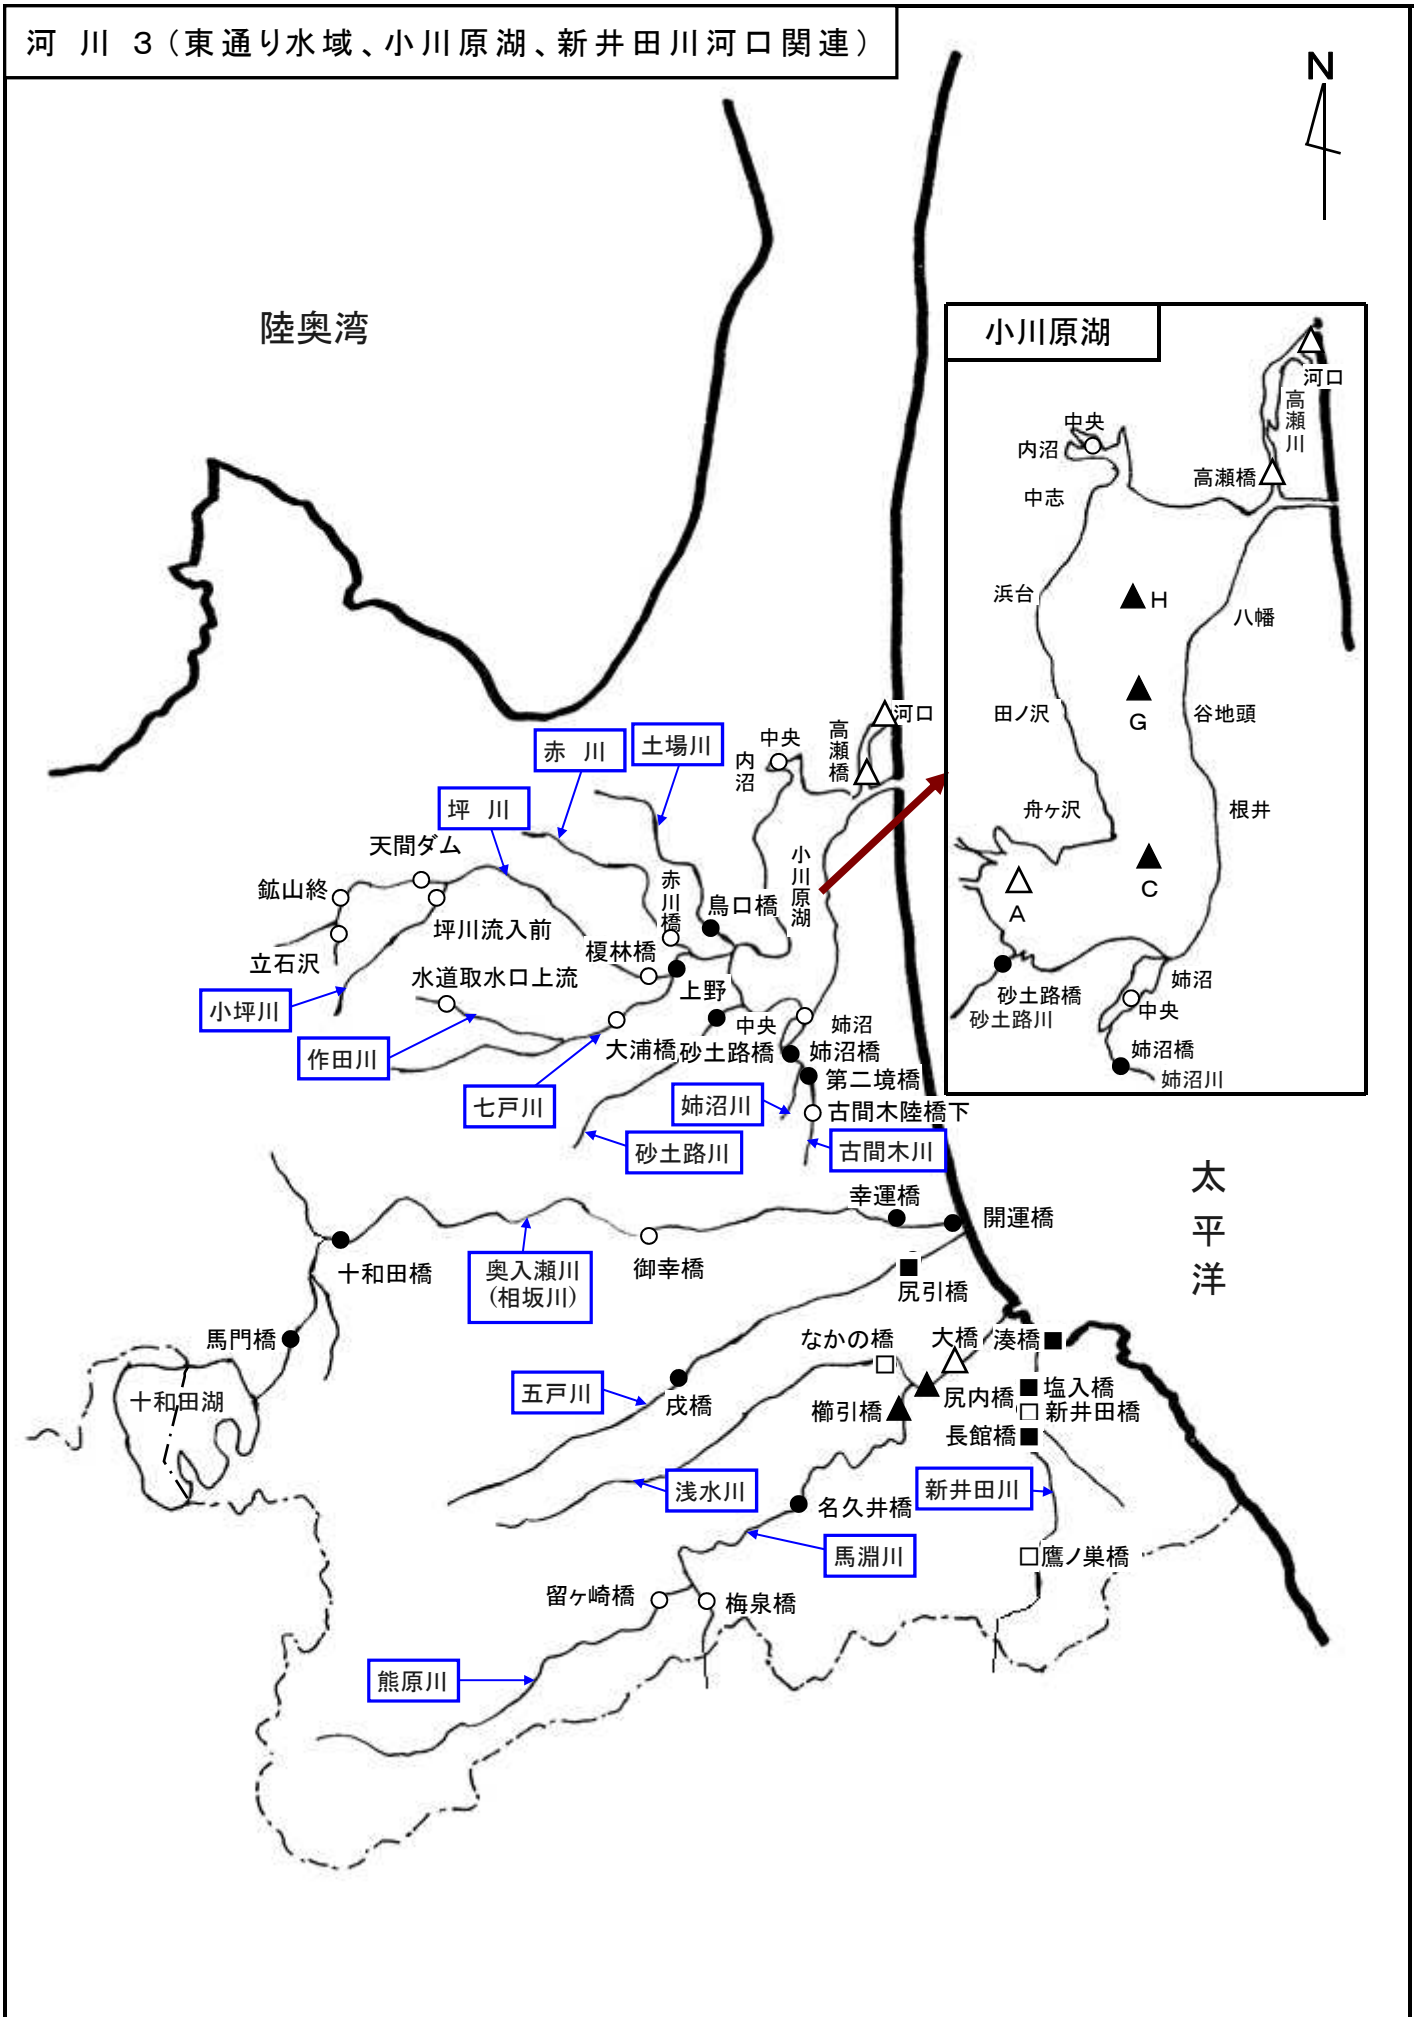 河 川 3（東通り水域、小川原湖、新井田川河口関連）
N
陸奥湾
小川原湖
河口
高瀬川
中央
内沼
高瀬橋
中志
浜台
H
八幡
田ノ沢
G
谷地頭
舟ヶ沢
根井
C
A
姉沼
砂土路橋
中央
砂土路川
姉沼橋
姉沼川
河口
赤 川
土場川
中央
高瀬橋
内沼
坪 川
天間ダム
小川原湖
赤川橋
鉱山終
鳥口橋
坪川流入前
榎林橋
立石沢
水道取水口上流
上野
小坪川
中央
姉沼
作田川
大浦橋
砂土路橋
姉沼橋
第二境橋
七戸川
姉沼川
古間木陸橋下
砂土路川
古間木川
太平洋
幸運橋
開運橋
十和田橋
奥入瀬川
(相坂川)
御幸橋
尻引橋
馬門橋
なかの橋
大橋
湊橋
十和田湖
五戸川
戌橋
尻内橋
塩入橋
櫛引橋
新井田橋
長館橋
浅水川
新井田川
名久井橋
馬淵川
鷹ノ巣橋
留ヶ崎橋
梅泉橋
熊原川